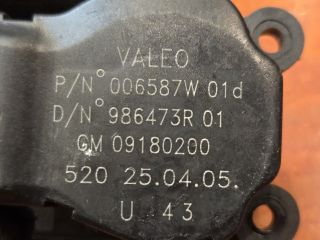 VALEO
P/N° 006587W 01d
D/N° 986473R 01
GM 09180200
520 25.04.05.
U 43